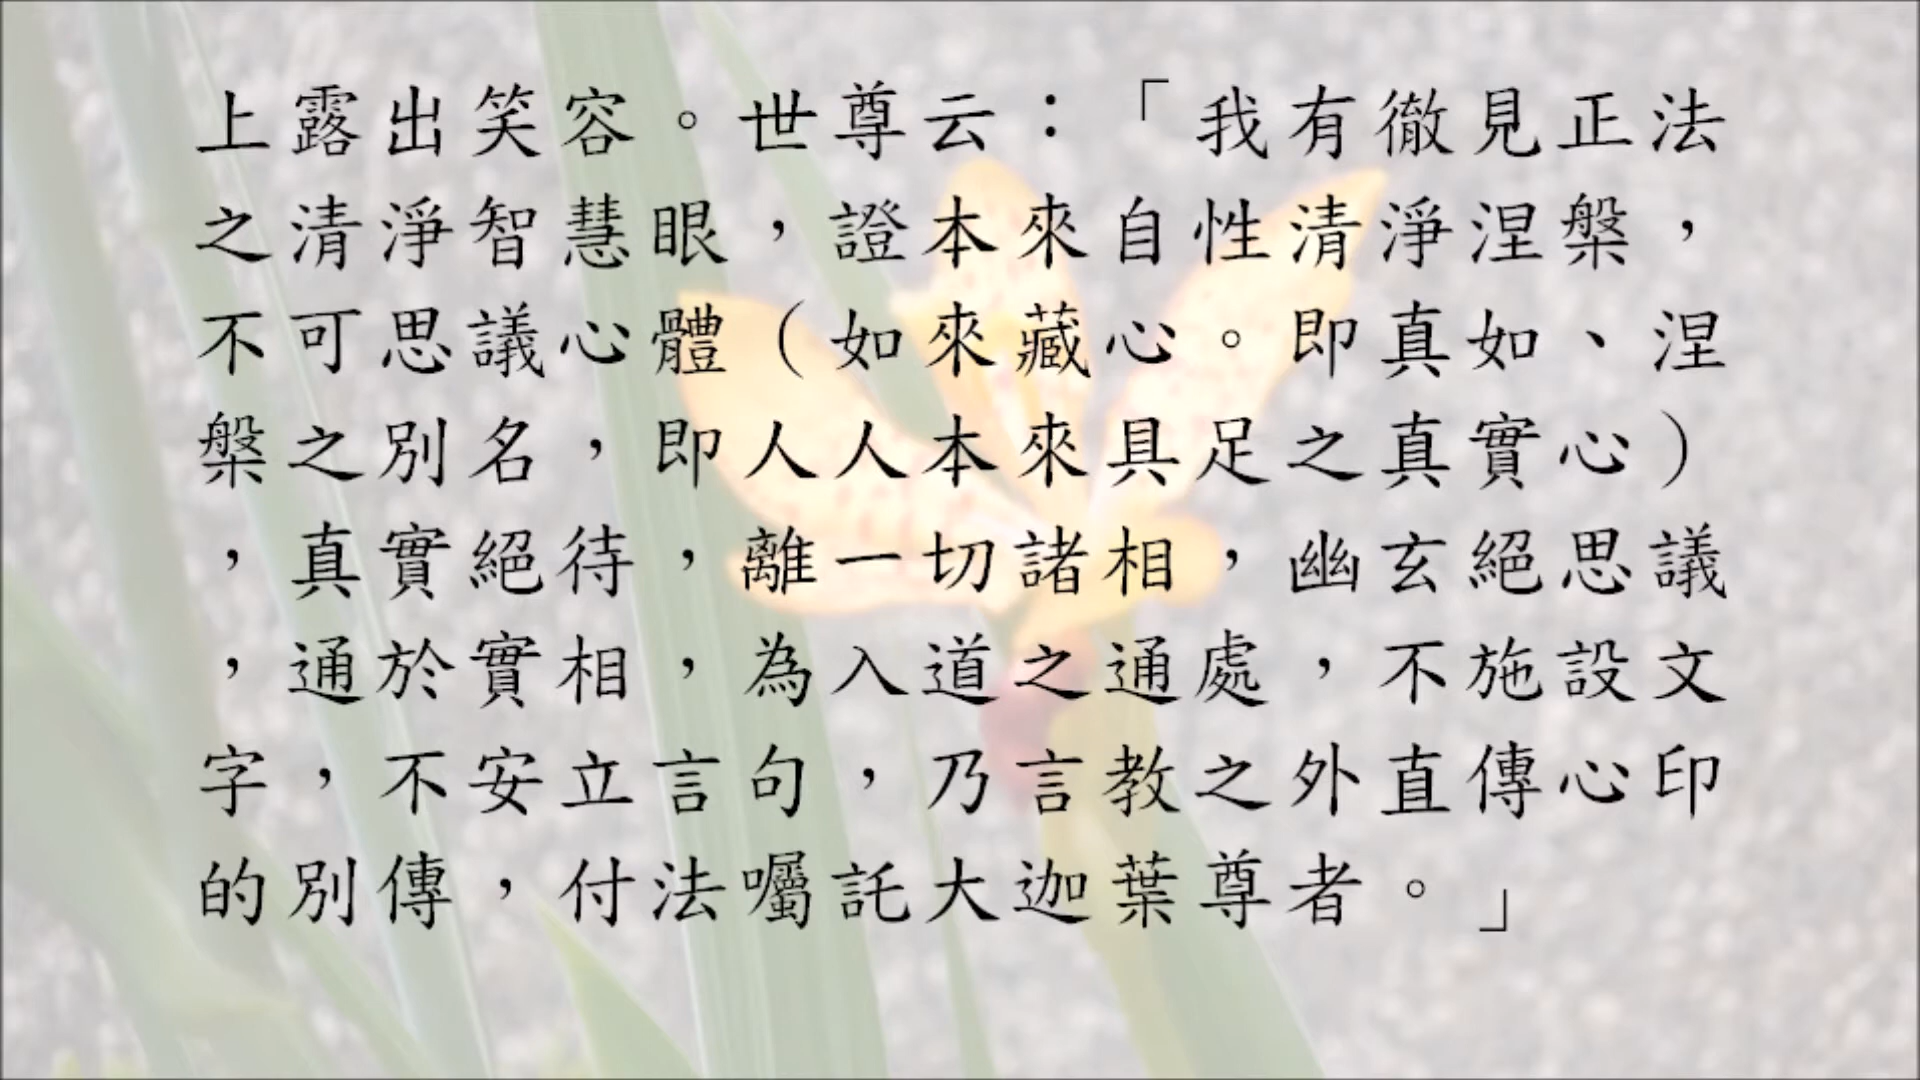 上露出笑容。世尊云：「我有徹見正法
之清淨智慧眼，證本來自性清淨涅槃，
不可思議心體（如來藏心。即真如、涅
槃之別名，即人人本來具足之真實心）
，真實絕待，離一切諸相，幽玄絕思議
，通於實相，為入道之通處，不施設文
字，不安立言句，乃言教之外直傳心印
的別傳，付法囑託大迦葉尊者。」